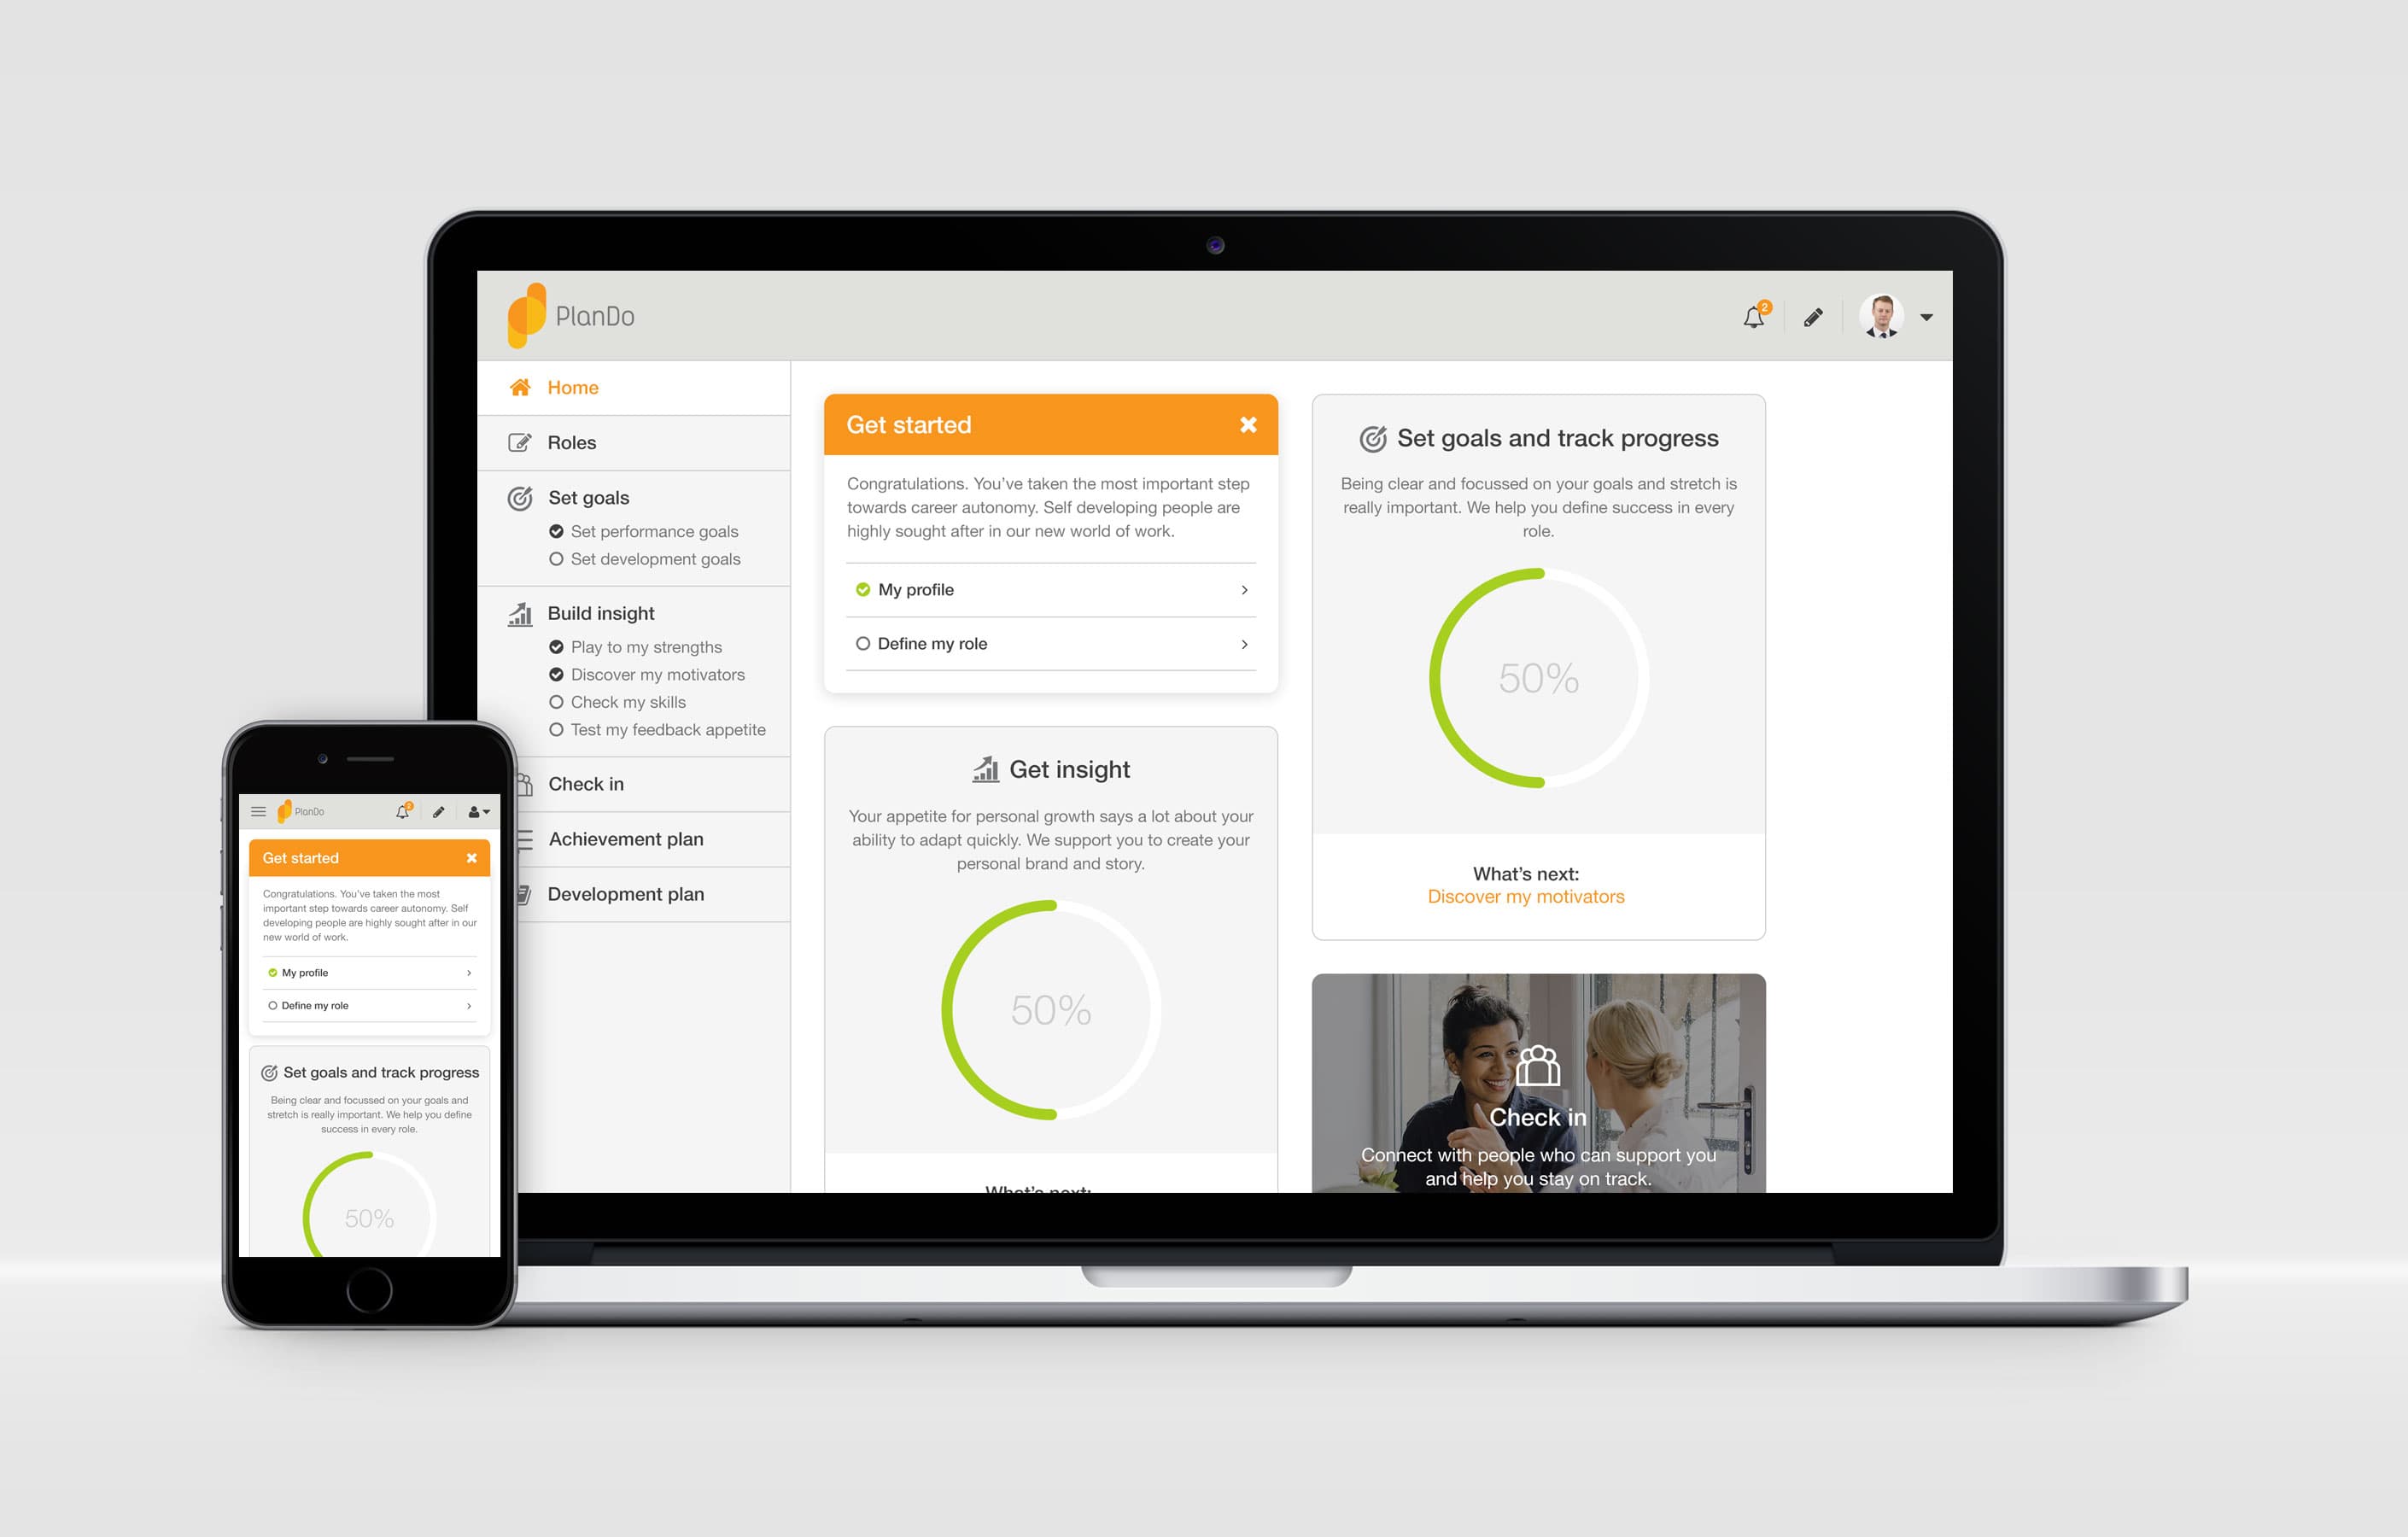 PlanDo
2
Home
Roles
Set goals
Set performance goals
Set development goals
Build insight
Play to my strengths
Discover my motivators
Check my skills
Test my feedback appetite
Check in
Achievement plan
Development plan
Get started
Congratulations. You've taken the most important step
towards career autonomy. Self developing people are
highly sought after in our new world of work.
My profile
Define my role
Get insight
Your appetite for personal growth says a lot about your
ability to adapt quickly. We support you to create your
personal brand and story.
50%
What's next:
Set goals and track progress
Being clear and focussed on your goals and stretch is
really important. We help you define success in every
role.
50%
What's next:
Discover my motivators
Check in
Connect with people who can support you
and help you stay on track.
PlanDo
Get started
Congratulations. You've taken the most
important step towards career autonomy. Self
developing people are highly sought after in our
new world of work.
My profile
Define my role
Set goals and track progress
Being clear and focussed on your goals and
stretch is really important. We help you define
success in every role.
50%